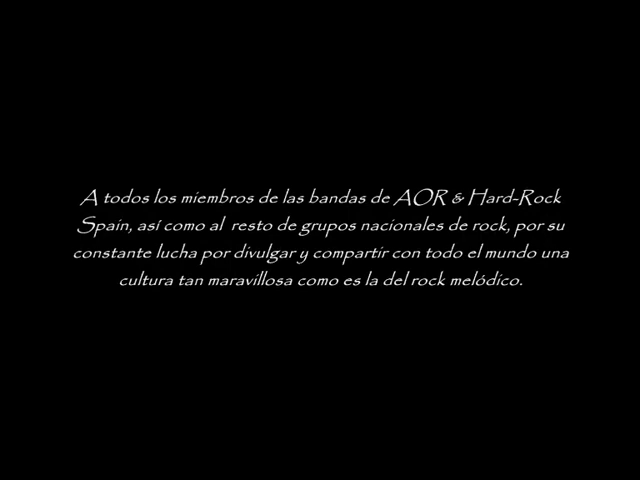 A todos los miembros de las bandas de AOR & Hard-Rock
Spain, así como al resto de grupos nacionales de rock, por su
constante lucha por divulgar y compartir con todo el mundo una
cultura tan maravillosa como es la del rock melódico.